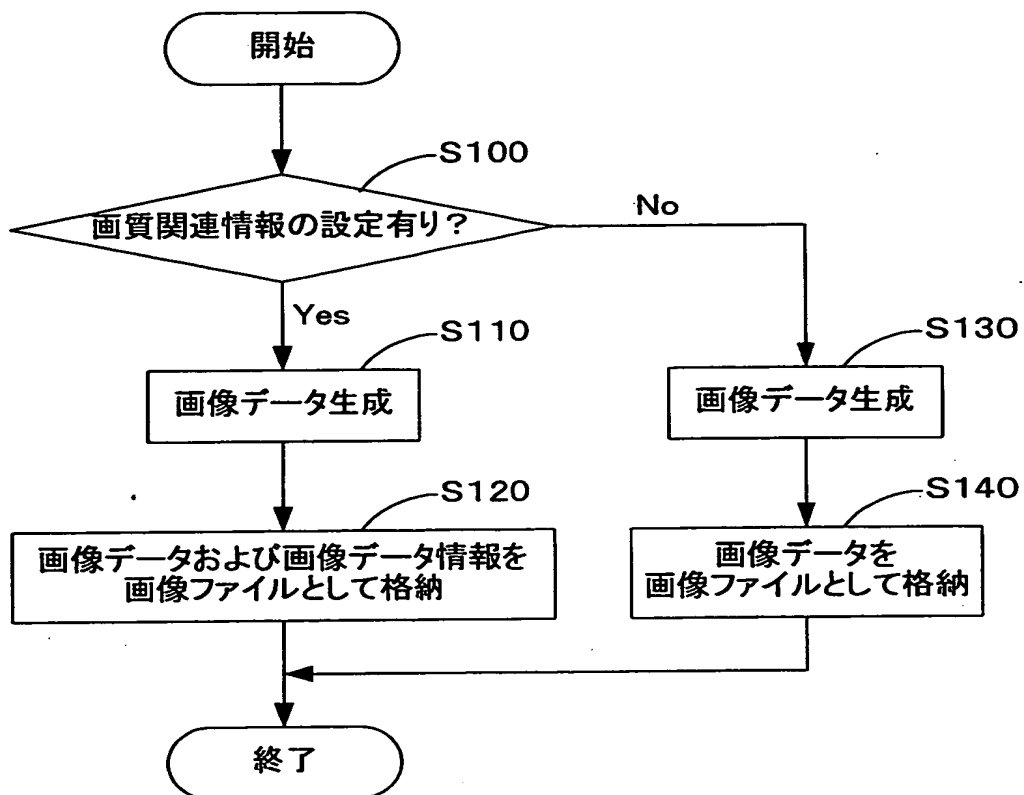 開始
S100
画質関連情報の設定有り？
No
Yes
S110
画像データ生成
S130
画像データ生成
S120
画像データおよび画像データ情報を
画像ファイルとして格納
S140
画像データを
画像ファイルとして格納
終了